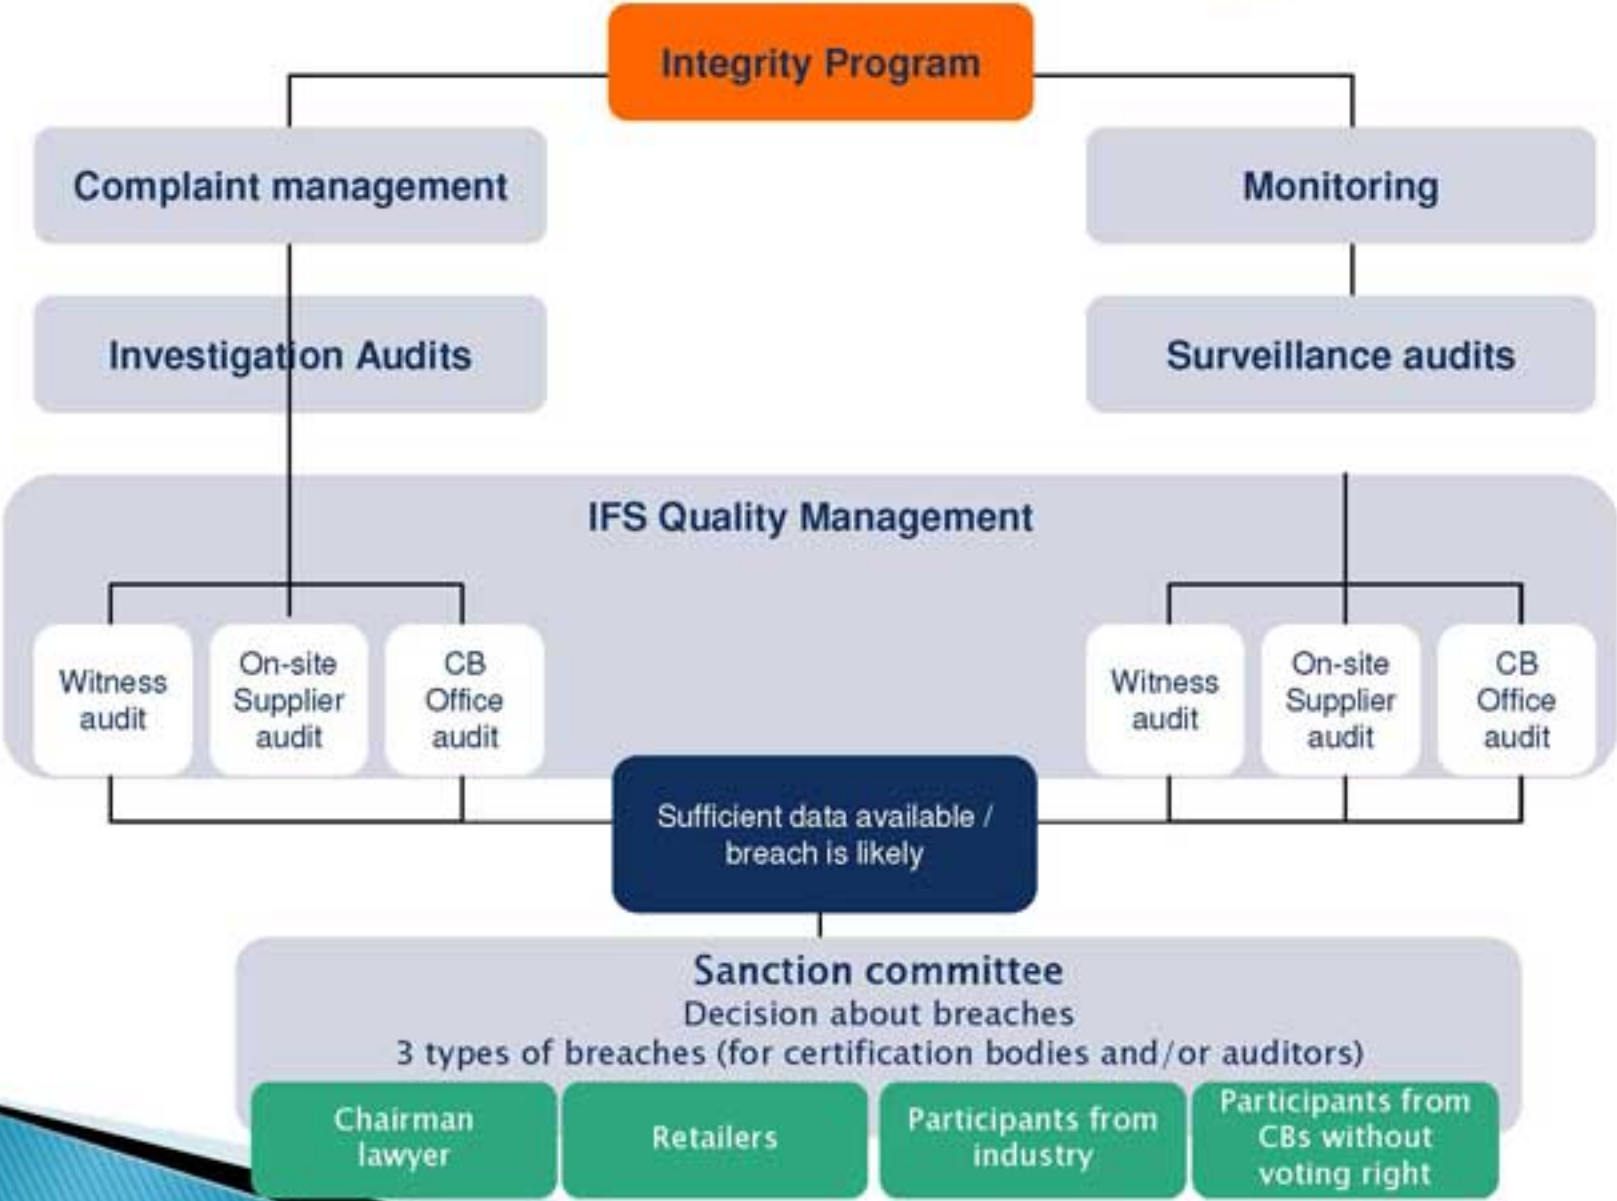 Integrity Program
Complaint management
Monitoring
Investigation Audits
Surveillance audits
IFS Quality Management
Witness
audit
On-site
Supplier
audit
CB
Office
audit
Witness
audit
On-site
Supplier
audit
CB
Office
audit
Sufficient data available /
breach is likely
Sanction committee
Decision about breaches
3 types of breaches (for certification bodies and/or auditors)
Chairman
lawyer
Retailers
Participants from
industry
Participants from
CBs without
voting right